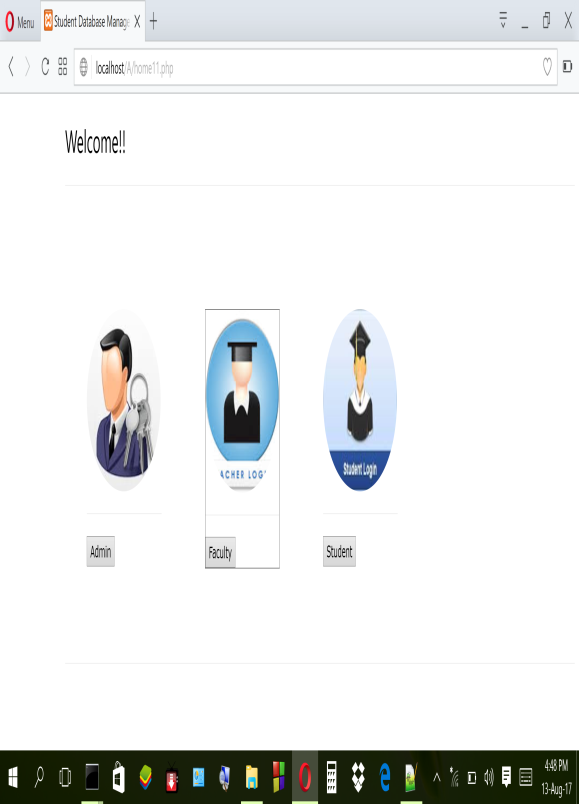 Menu
Student Database Manag
localhost/A/home11.php
Welcome!!
ACHER LOG
Student Login
Admin
Faculty
Student
4:48 PM
13-Aug-17